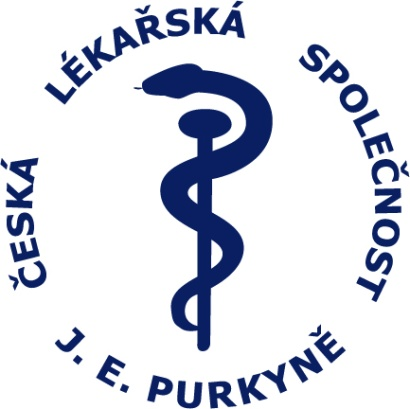 ČESKÁ LÉKAŘSKÁ SPOLEČNOST
J. E. PURKYNĚ